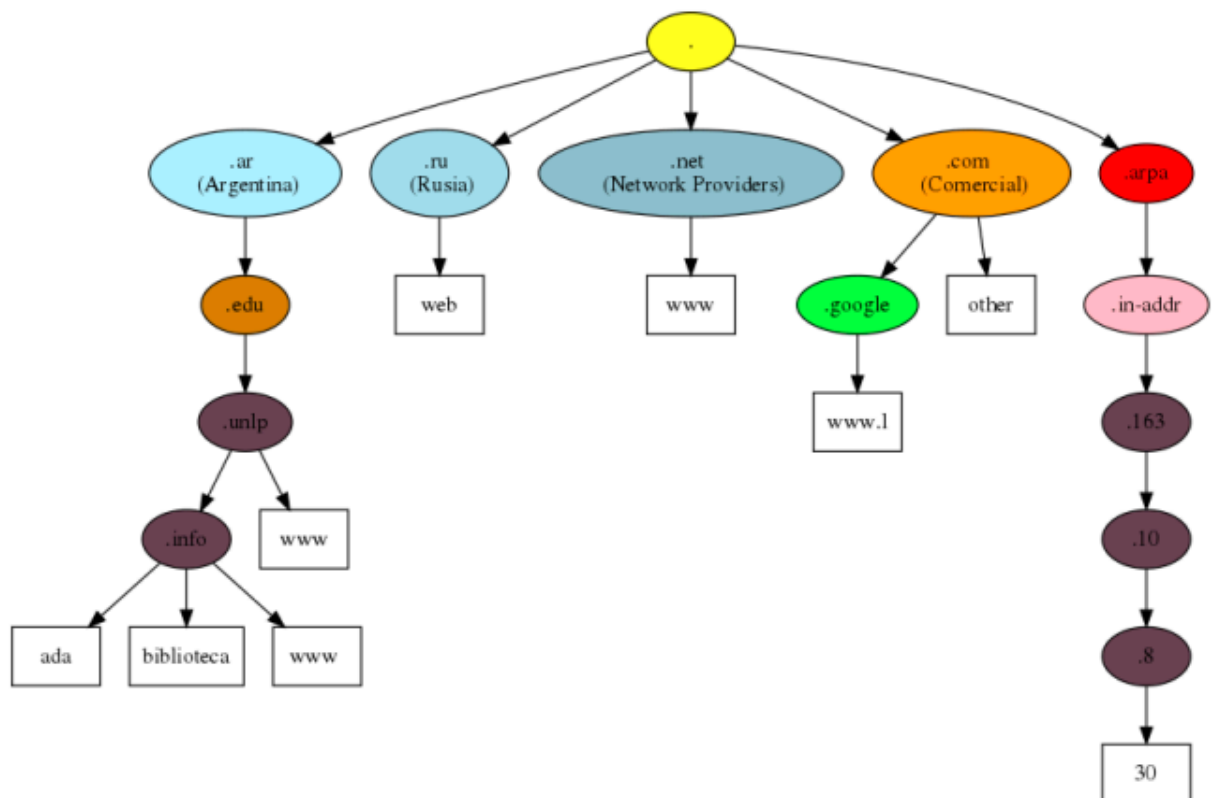 .
.ar
(Argentina)
.ru
(Rusia)
.net
(Network Providers)
.com
(Comercial)
.arpa
.edu
web
www
.google
other
.in-addr
.unlp
www.l
.163
.info
www
.10
ada
biblioteca
www
.8
30